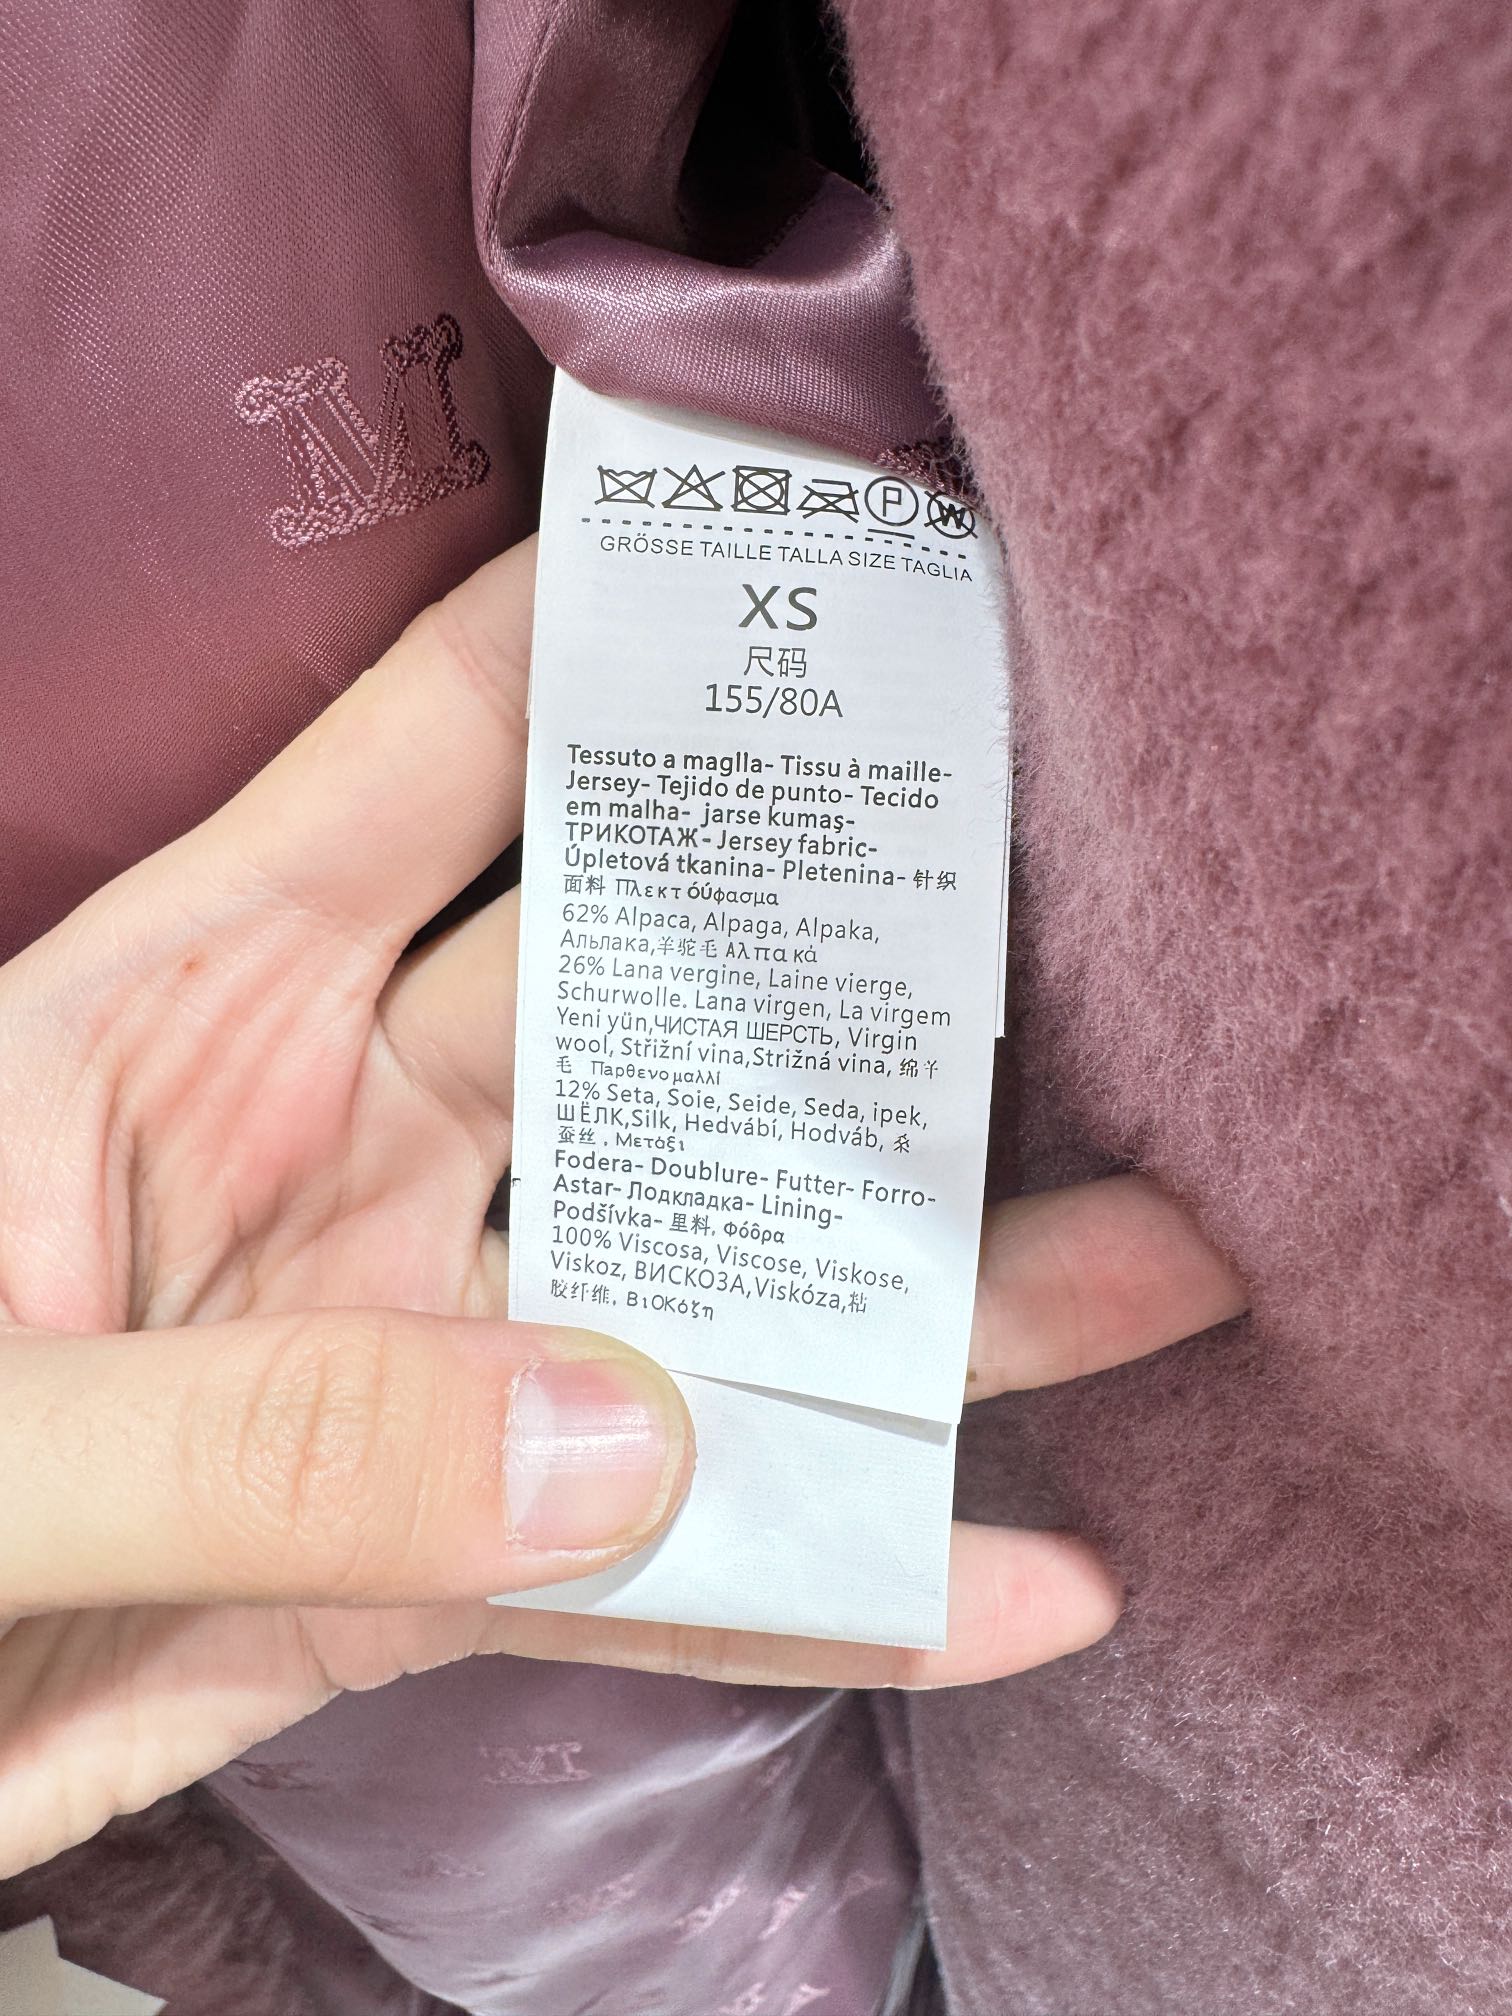 M
P W
GRÖSSE TAILLE TALLA SIZE TAGLIA
XS
尺码
155/80A
Tessuto a maglla- Tissu à maille-
Jersey- Tejido de punto- Tecido
em malha- jarse kumaş-
ТРИКОТАЖ- Jersey fabric-
Úpletová tkanina- Pletenina- 针织
面料 Πλεκτ όύφασμα
62% Alpaca, Alpaga, Alpaka,
Альлака,羊驼毛 Αλπακά
26% Lana vergine, Laine vierge,
Schurwolle. Lana virgen, La virgem
Yeni yün,ЧИСТАЯ ШЕРСТЬ, Virgin
wool, Střižní vina,Strižná vina, 绵羊
毛 Παρθενομαλλί
12% Seta, Soie, Seide, Seda, ipek,
ШЁЛК,Silk, Hedvábí, Hodváb, 桑
蚕丝, Μετάξι
Fodera- Doublure- Futter- Forro-
Astar- Лодкладка- Lining-
Podšívka- 里料, Φόδρα
100% Viscosa, Viscose, Viskose,
Viskoz, ВИСКОЗА,Viskóza,粘
胶纤维, ΒιΟΚόζη